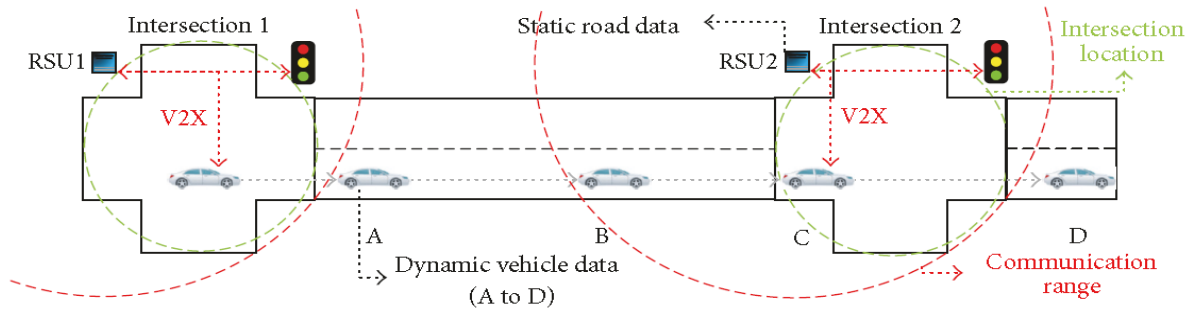 Intersection 1
Static road data
Intersection 2
Intersection
location
RSU1
RSU2
V2X
V2X
A
B
C
D
Dynamic vehicle data
(A to D)
Communication
range